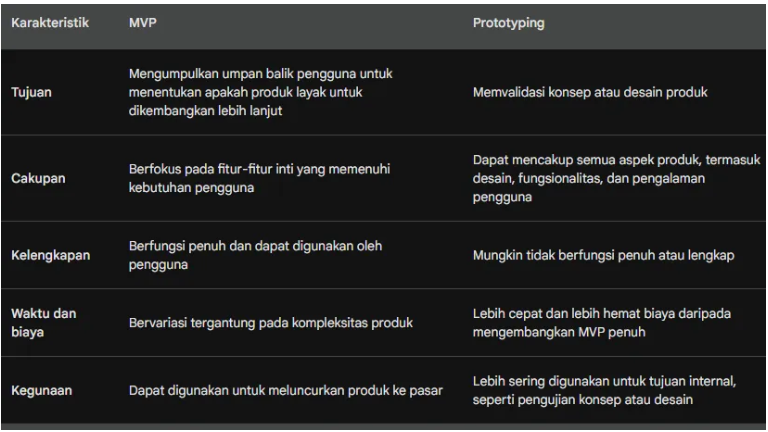 Karakteristik MVP Prototyping
Tujuan
Mengumpulkan umpan balik pengguna untuk
menentukan apakah produk layak untuk
dikembangkan lebih lanjut
Memvalidasi konsep atau desain produk
Cakupan
Berfokus pada fitur-fitur inti yang memenuhi
kebutuhan pengguna
Dapat mencakup semua aspek produk, termasuk
desain, fungsionalitas, dan pengalaman
pengguna
Kelengkapan
Berfungsi penuh dan dapat digunakan oleh
pengguna
Mungkin tidak berfungsi penuh atau lengkap
Waktu dan
biaya
Bervariasi tergantung pada kompleksitas produk
Lebih cepat dan lebih hemat biaya daripada
mengembangkan MVP penuh
Kegunaan
Dapat digunakan untuk meluncurkan produk ke pasar
Lebih sering digunakan untuk tujuan internal,
seperti pengujian konsep atau desain